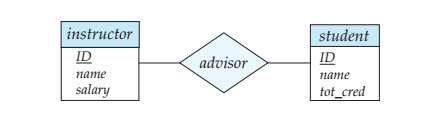 instructor
ID
name
salary
advisor
student
ID
name
tot_cred